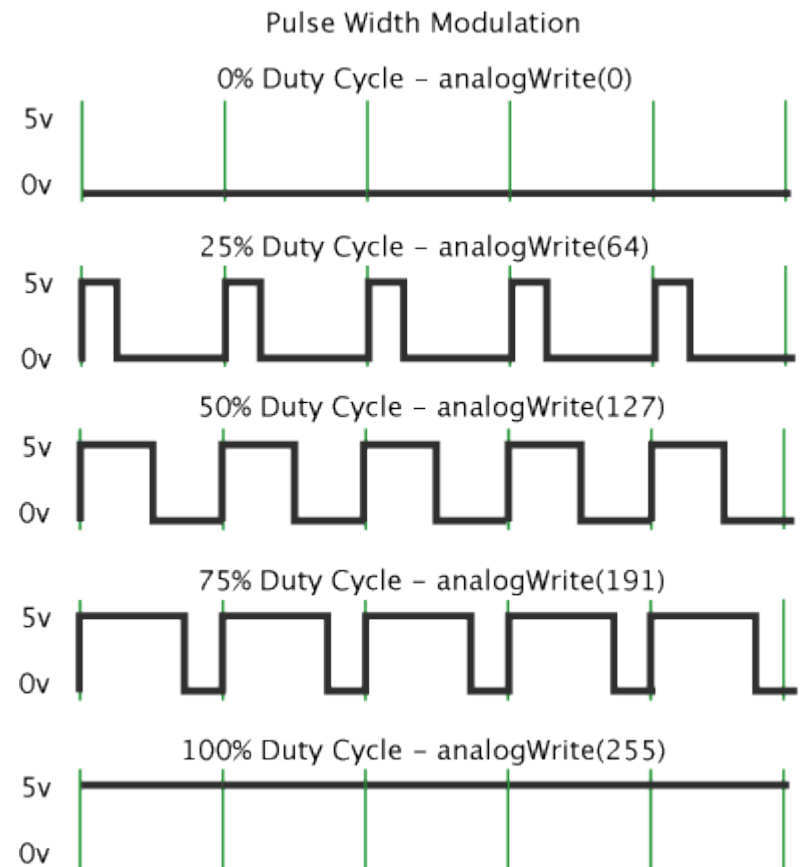 Pulse Width Modulation
0% Duty Cycle – analogWrite(0)
5v
0v
25% Duty Cycle – analogWrite(64)
5v
0v
50% Duty Cycle – analogWrite(127)
5v
0v
75% Duty Cycle – analogWrite(191)
5v
0v
100% Duty Cycle – analogWrite(255)
5v
0v